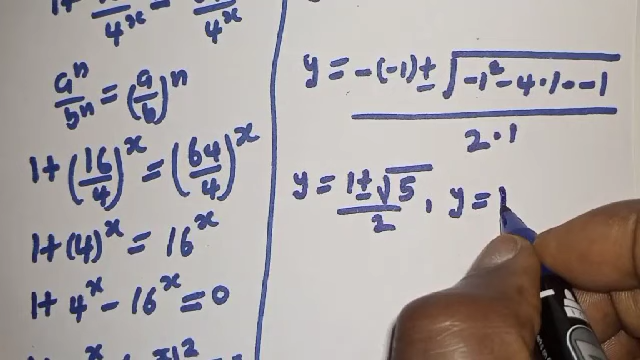 4^x 4^x
a^n/b^n = (a/b)^n
1 + (16/4)^x = (64/4)^x
1 + (4)^x = 16^x
1 + 4^x - 16^x = 0
y = -(-1) ± √(-1² - 4·1·-1) / 2·1
y = (1 ± √5)/2, y = 1